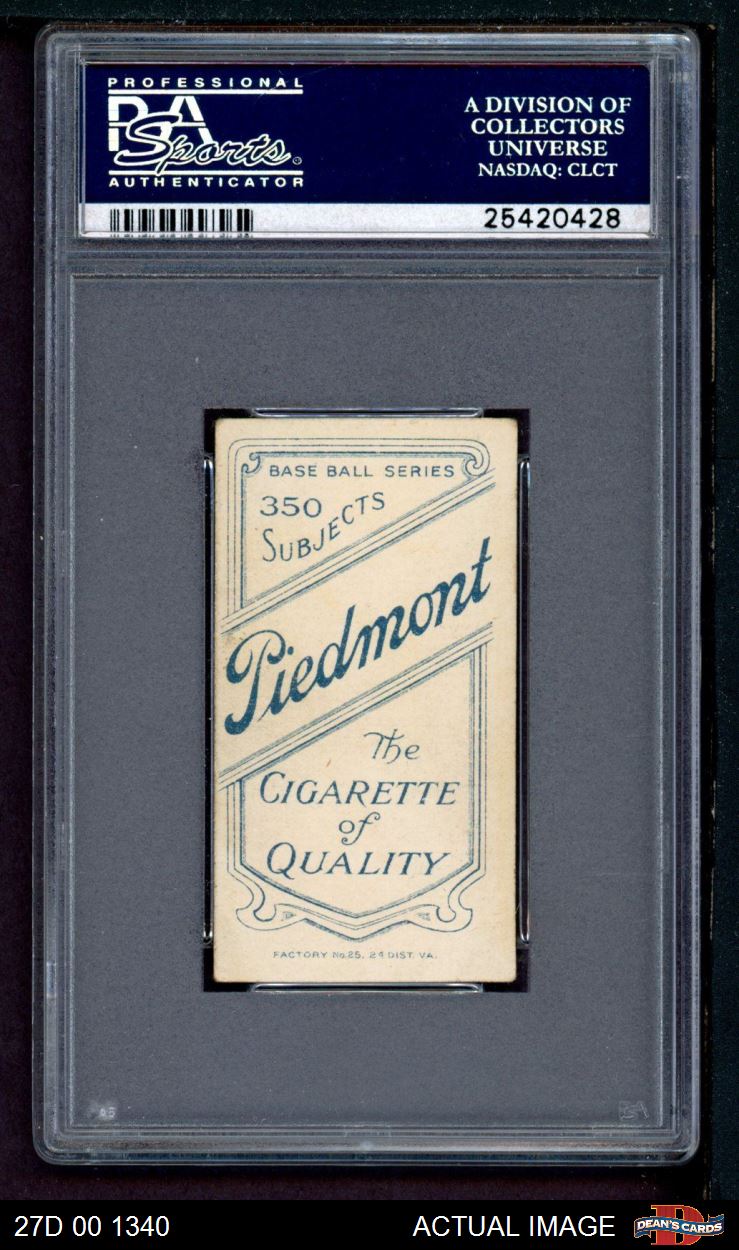 PROFESSIONAL
PSA
Sports
AUTHENTICATOR
A DIVISION OF
COLLECTORS
UNIVERSE
NASDAQ: CLCT
25420428
BASE BALL SERIES
350
SUBJECTS
Piedmont
The
CIGARETTE
of
QUALITY
FACTORY No.25, 2d DIST. VA.
27D 00 1340
ACTUAL IMAGE
D
DEAN'S CARDS